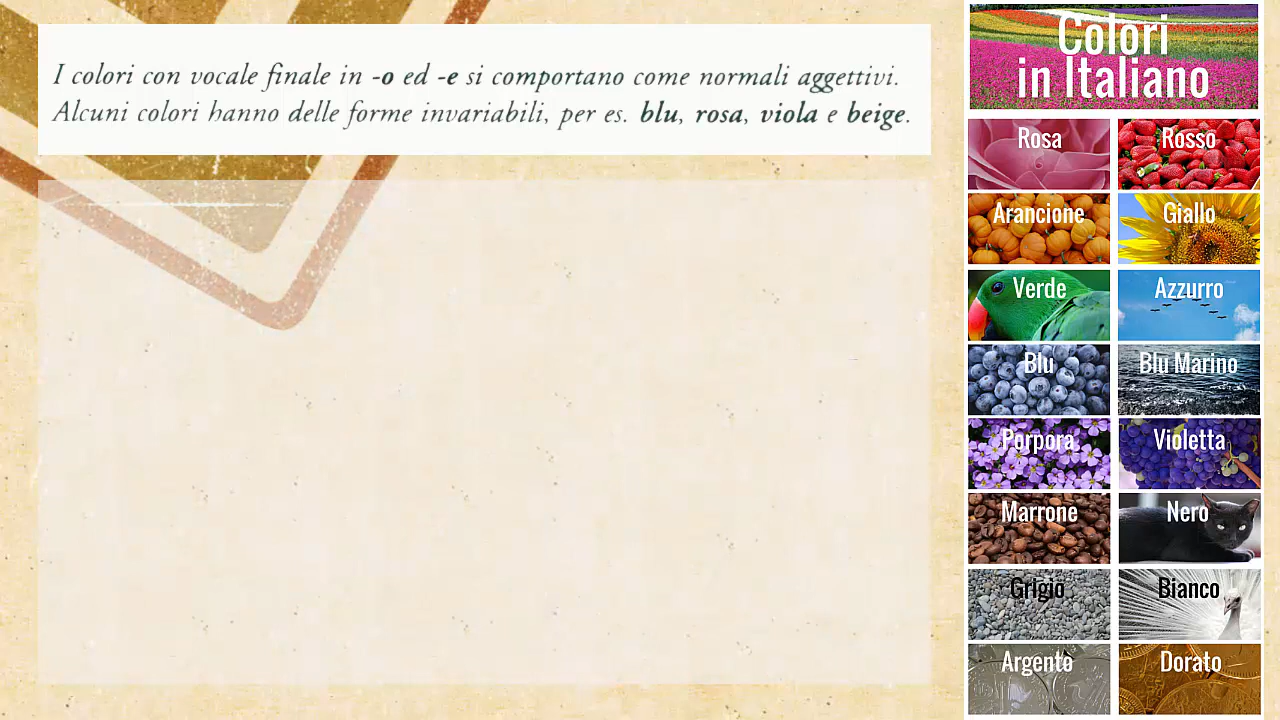 I colori con vocale finale in -o ed -e si comportano come normali aggettivi.
Alcuni colori hanno delle forme invariabili, per es. blu, rosa, viola e beige.
Colori
in Italiano
Rosa
Rosso
Arancione
Giallo
Verde
Azzurro
Blu
Blu Marino
Porpora
Violetta
Marrone
Nero
Grigio
Bianco
Argento
Dorato